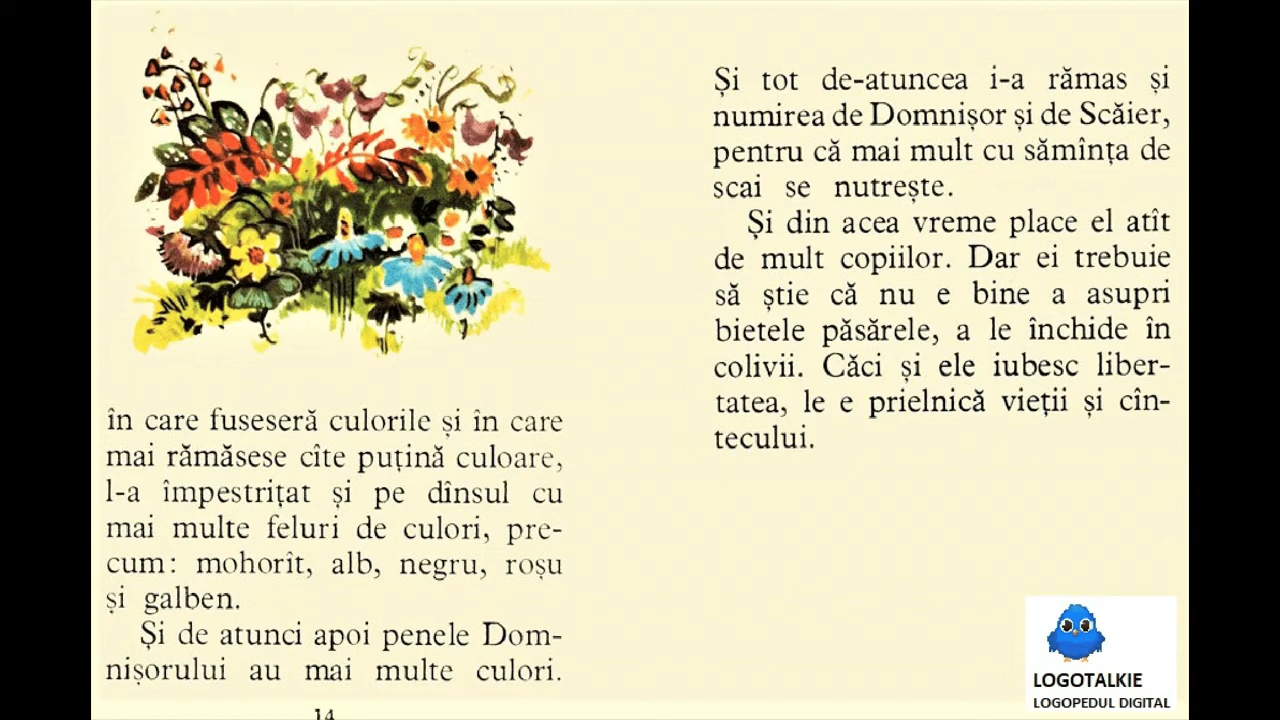 în care fuseseră culorile și în care
mai rămăsese cîte puțină culoare,
l-a împestrițat și pe dînsul cu
mai multe feluri de culori, pre-
cum: mohorît, alb, negru, roșu
și galben.
Și de atunci apoi penele Dom-
nișorului au mai multe culori.
14
Și tot de-atuncea i-a rămas și
numirea de Domnișor și de Scăier,
pentru că mai mult cu sămînța de
scai se nutrește.
Și din acea vreme place el atît
de mult copiilor. Dar ei trebuie
să știe că nu e bine a asupri
bietele păsărele, a le închide în
colivii. Căci și ele iubesc liber-
tatea, le e prielnică vieții și cîn-
tecului.
LOGOTALKIE
LOGOPEDUL DIGITAL